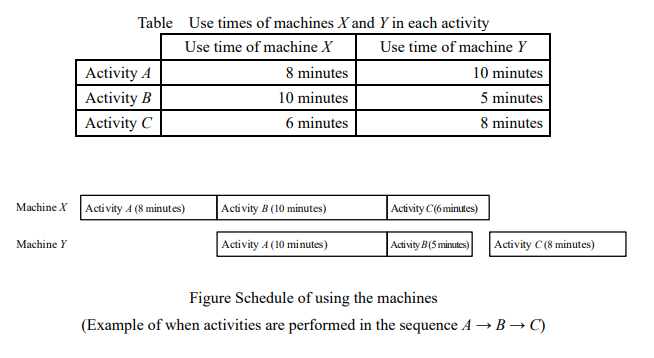 Table Use times of machines X and Y in each activity
Use time of machine X Use time of machine Y
Activity A 8 minutes 10 minutes
Activity B 10 minutes 5 minutes
Activity C 6 minutes 8 minutes
Machine X Activity A (8 minutes) Activity B (10 minutes) Activity C (6 minutes)
Machine Y Activity A (10 minutes) Activity B (5 minutes) Activity C (8 minutes)
Figure Schedule of using the machines
(Example of when activities are performed in the sequence A → B → C)